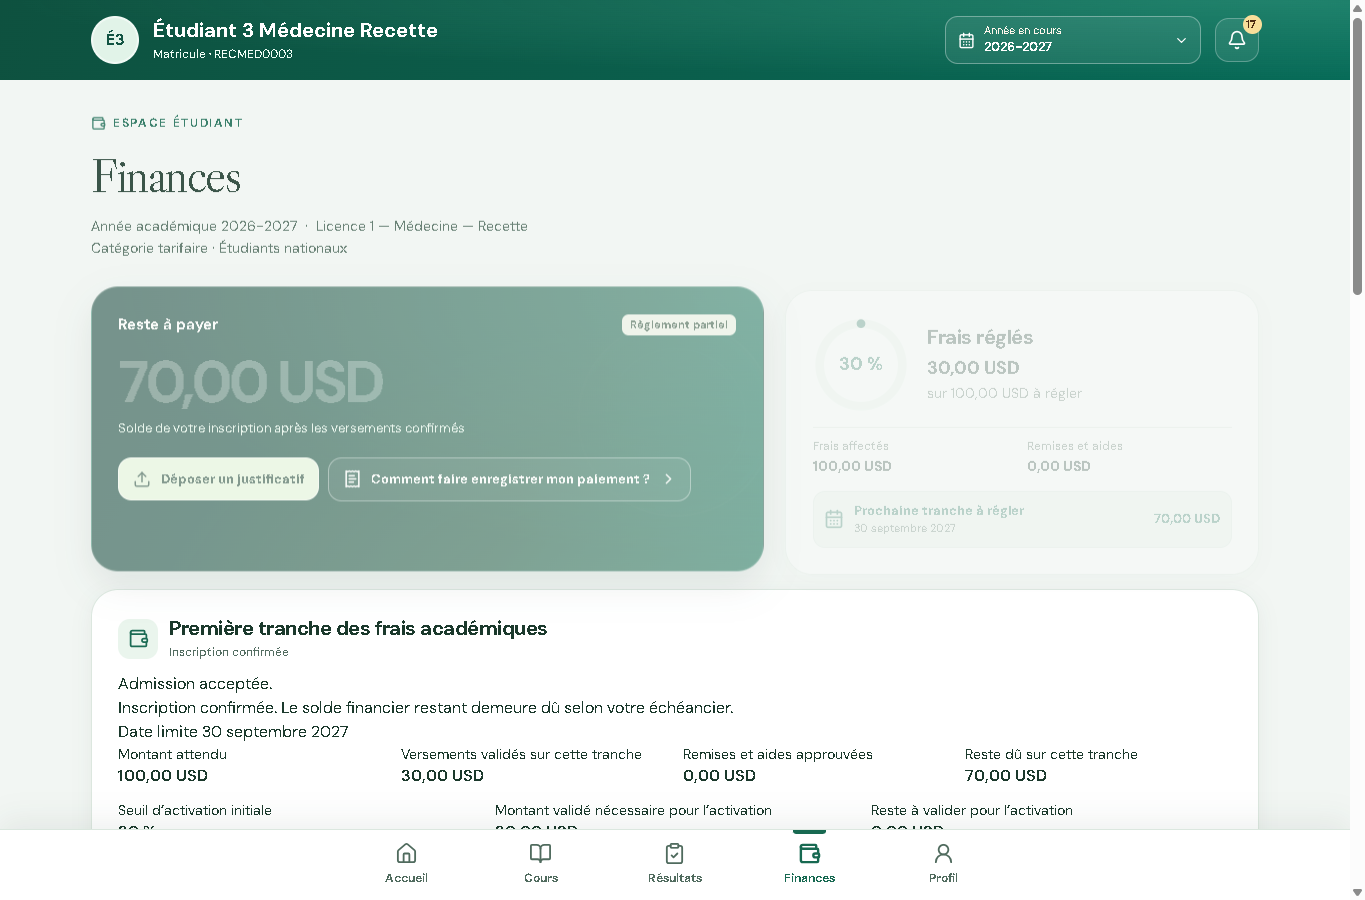 É3
Étudiant 3 Médecine Recette
Matricule · RECMED0003
Année en cours
2026-2027
17
ESPACE ÉTUDIANT
Finances
Année académique 2026-2027 · Licence 1 — Médecine — Recette
Catégorie tarifaire · Étudiants nationaux
Reste à payer
Règlement partiel
70,00 USD
Solde de votre inscription après les versements confirmés
Déposer un justificatif
Comment faire enregistrer mon paiement ?
30 %
Frais réglés
30,00 USD
sur 100,00 USD à régler
Frais affectés
Remises et aides
100,00 USD
0,00 USD
Prochaine tranche à régler
30 septembre 2027
70,00 USD
Première tranche des frais académiques
Inscription confirmée
Admission acceptée.
Inscription confirmée. Le solde financier restant demeure dû selon votre échéancier.
Date limite 30 septembre 2027
Montant attendu
Versements validés sur cette tranche
Remises et aides approuvées
Reste dû sur cette tranche
100,00 USD
30,00 USD
0,00 USD
70,00 USD
Seuil d’activation initiale
Montant validé nécessaire pour l’activation
Reste à valider pour l’activation
Accueil
Cours
Résultats
Finances
Profil